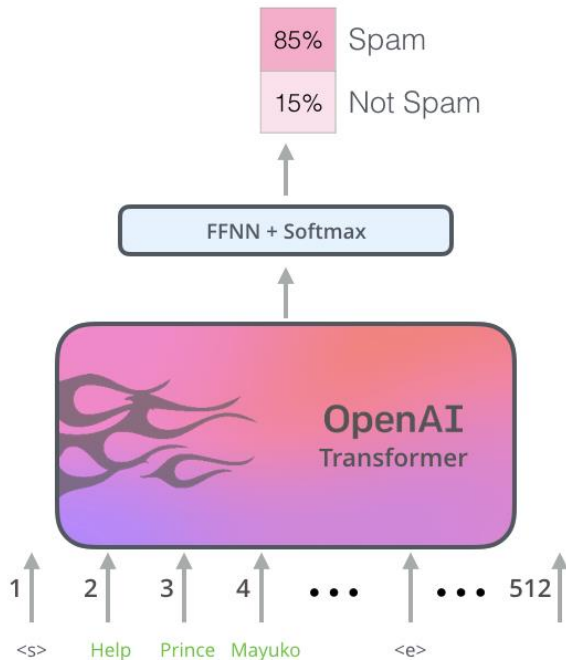 85% Spam
15% Not Spam
FFNN + Softmax
OpenAI
Transformer
1 2 3 4 ••• ••• 512
<s> Help Prince Mayuko <e>